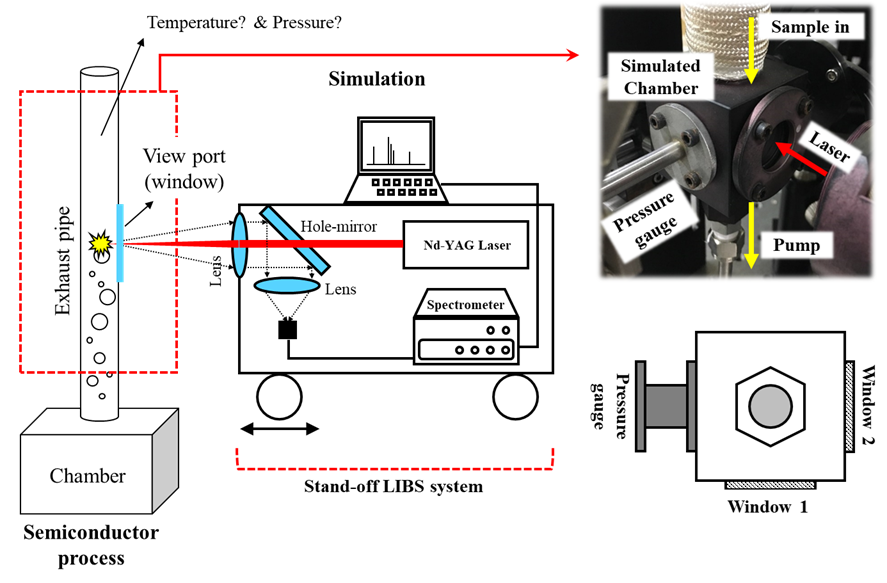 Temperature? & Pressure?
Simulation
View port
(window)
Exhaust pipe
Lens
Hole-mirror
Nd-YAG Laser
Lens
Spectrometer
Chamber
Semiconductor
process
Stand-off LIBS system
Sample in
Simulated
Chamber
Laser
Pressure
gauge
Pump
Pressure
gauge
Window 2
Window 1